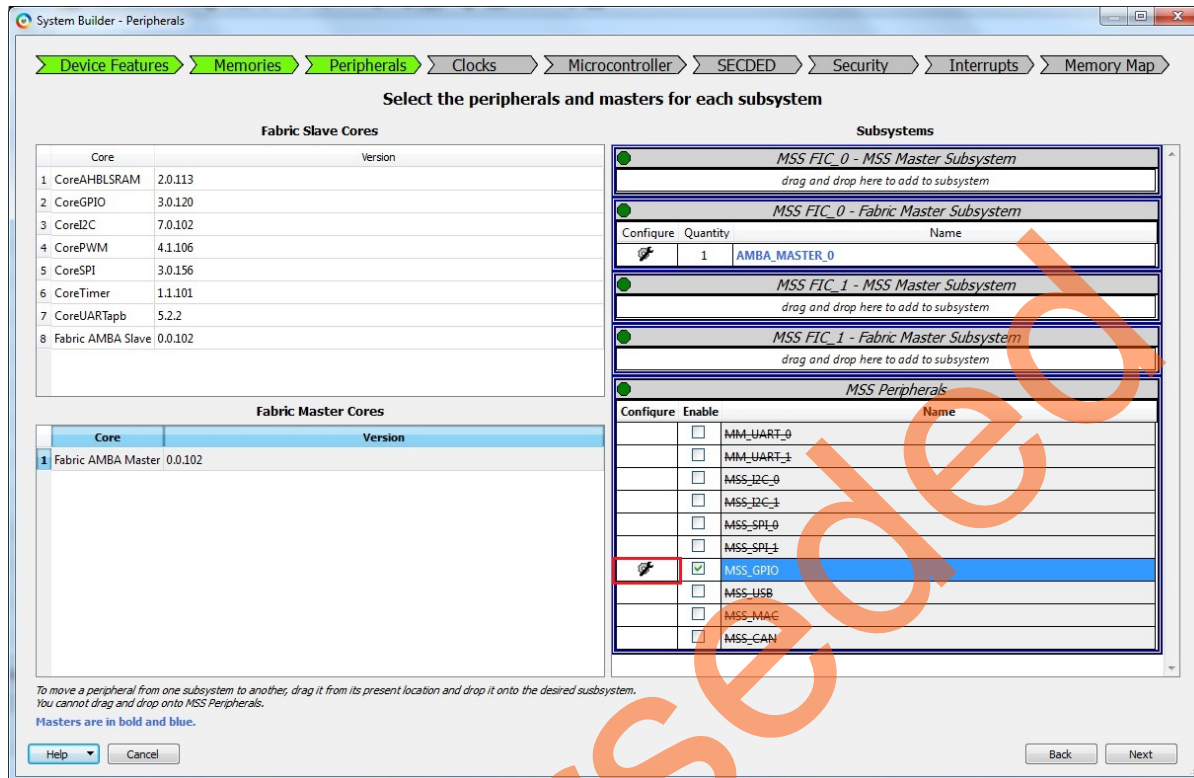 System Builder - Peripherals
Device Features Memories Peripherals Clocks Microcontroller SECDED Security Interrupts Memory Map
Select the peripherals and masters for each subsystem
Fabric Slave Cores
Core Version
1 CoreAHBLSRAM 2.0.113
2 CoreGPIO 3.0.120
3 CoreI2C 7.0.102
4 CorePWM 4.1.106
5 CoreSPI 3.0.156
6 CoreTimer 1.1.101
7 CoreUARTapb 5.2.2
8 Fabric AMBA Slave 0.0.102
Fabric Master Cores
Core Version
1 Fabric AMBA Master 0.0.102
Subsystems
MSS FIC_0 - MSS Master Subsystem
drag and drop here to add to subsystem
MSS FIC_0 - Fabric Master Subsystem
Configure Quantity Name
1 AMBA_MASTER_0
MSS FIC_1 - MSS Master Subsystem
drag and drop here to add to subsystem
MSS FIC_1 - Fabric Master Subsystem
drag and drop here to add to subsystem
MSS Peripherals
Configure Enable Name
MM_UART_0
MM_UART_1
MSS_I2C_0
MSS_I2C_1
MSS_SPI_0
MSS_SPI_1
MSS_GPIO
MSS_USB
MSS_MAC
MSS_CAN
To move a peripheral from one subsystem to another, drag it from its present location and drop it onto the desired susbsystem.
You cannot drag and drop onto MSS Peripherals.
Masters are in bold and blue.
Help Cancel Back Next
seded